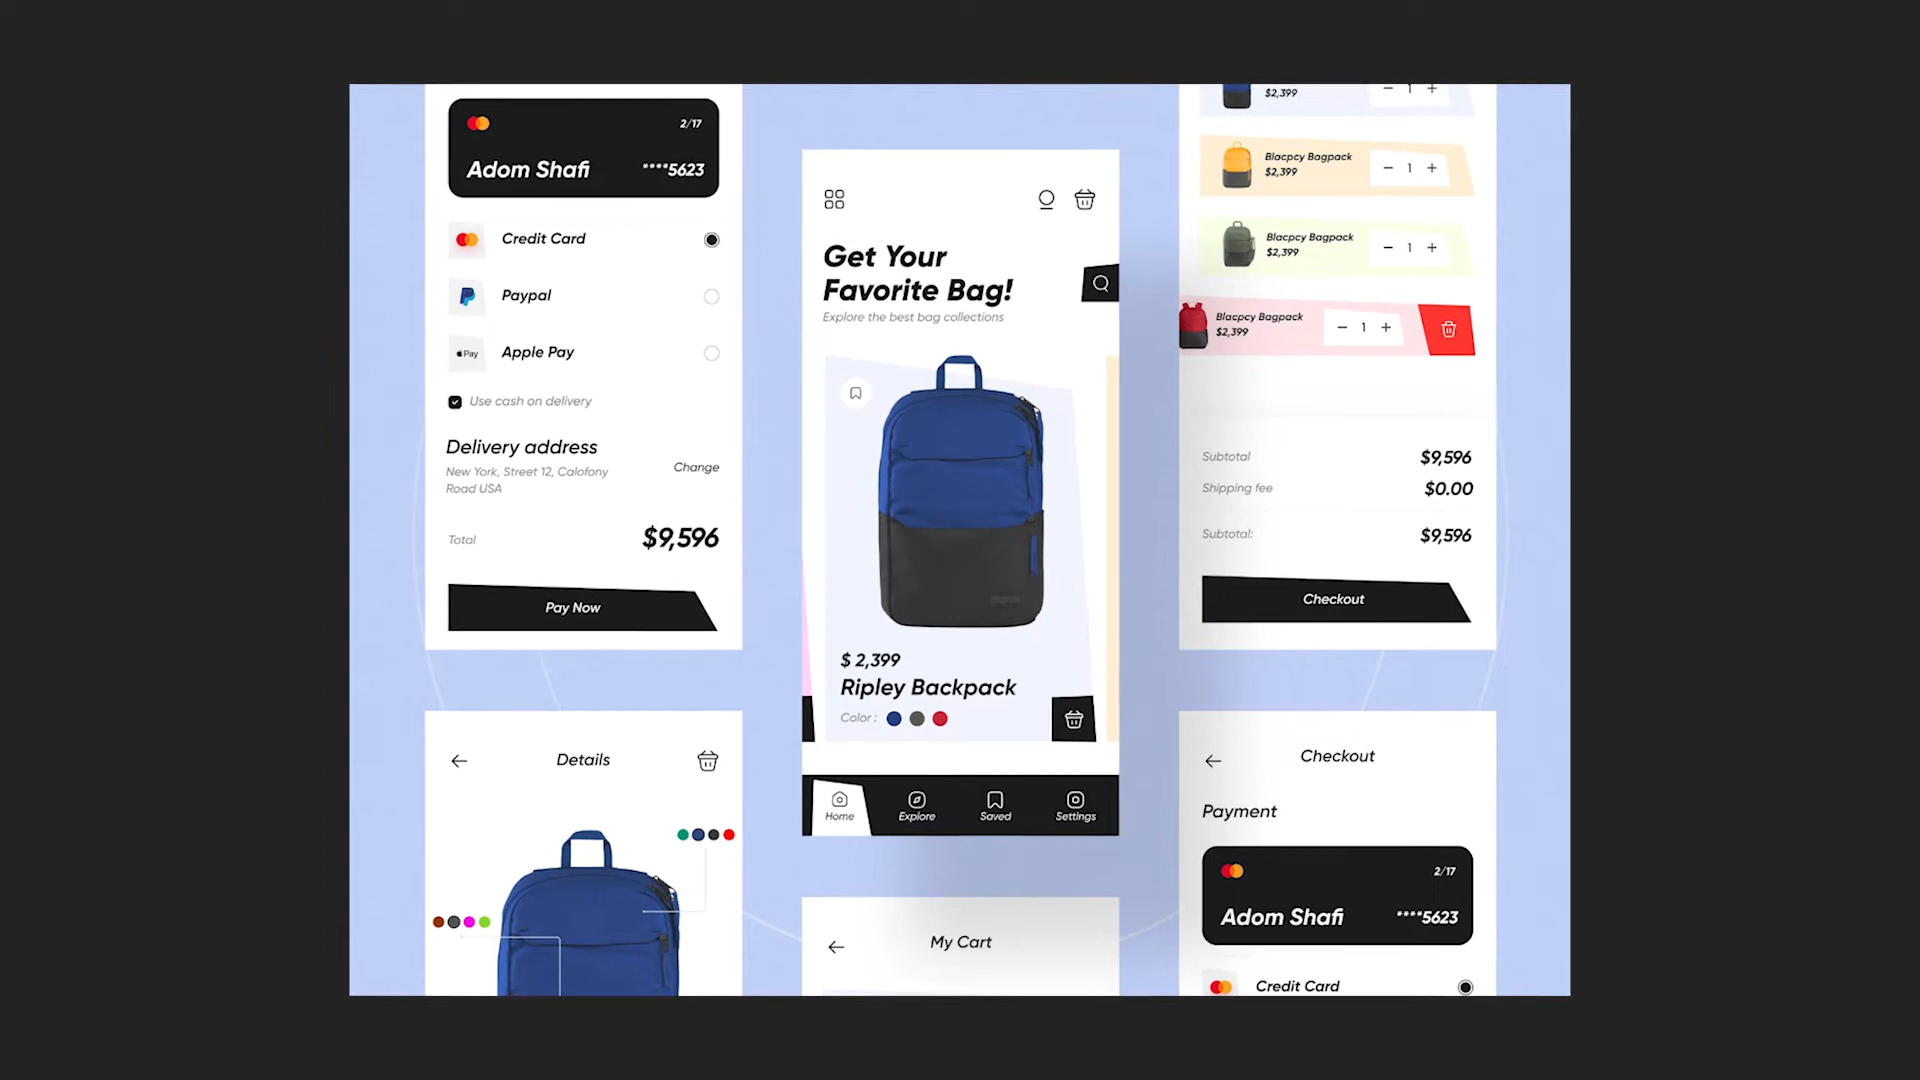 2/17
Adom Shafi ****5623
Credit Card
Paypal
Pay
Apple Pay
Use cash on delivery
Delivery address
New York, Street 12, Calofony
Road USA
Change
Total $9,596
Pay Now
Details
Get Your
Favorite Bag!
Explore the best bag collections
$ 2,399
Ripley Backpack
Color :
Home Explore Saved Settings
My Cart
$2,399
1
Blacpcy Bagpack
$2,399
1
Blacpcy Bagpack
$2,399
1
Blacpcy Bagpack
$2,399
1
Subtotal $9,596
Shipping fee $0.00
Subtotal: $9,596
Checkout
Checkout
Payment
2/17
Adom Shafi ****5623
Credit Card